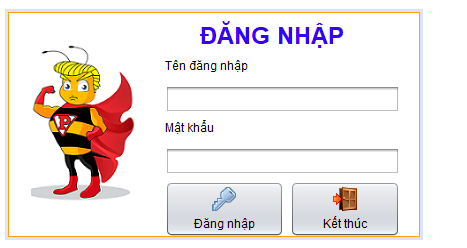 ĐĂNG NHẬP
Tên đăng nhập
Mật khẩu
P
Đăng nhập
Kết thúc